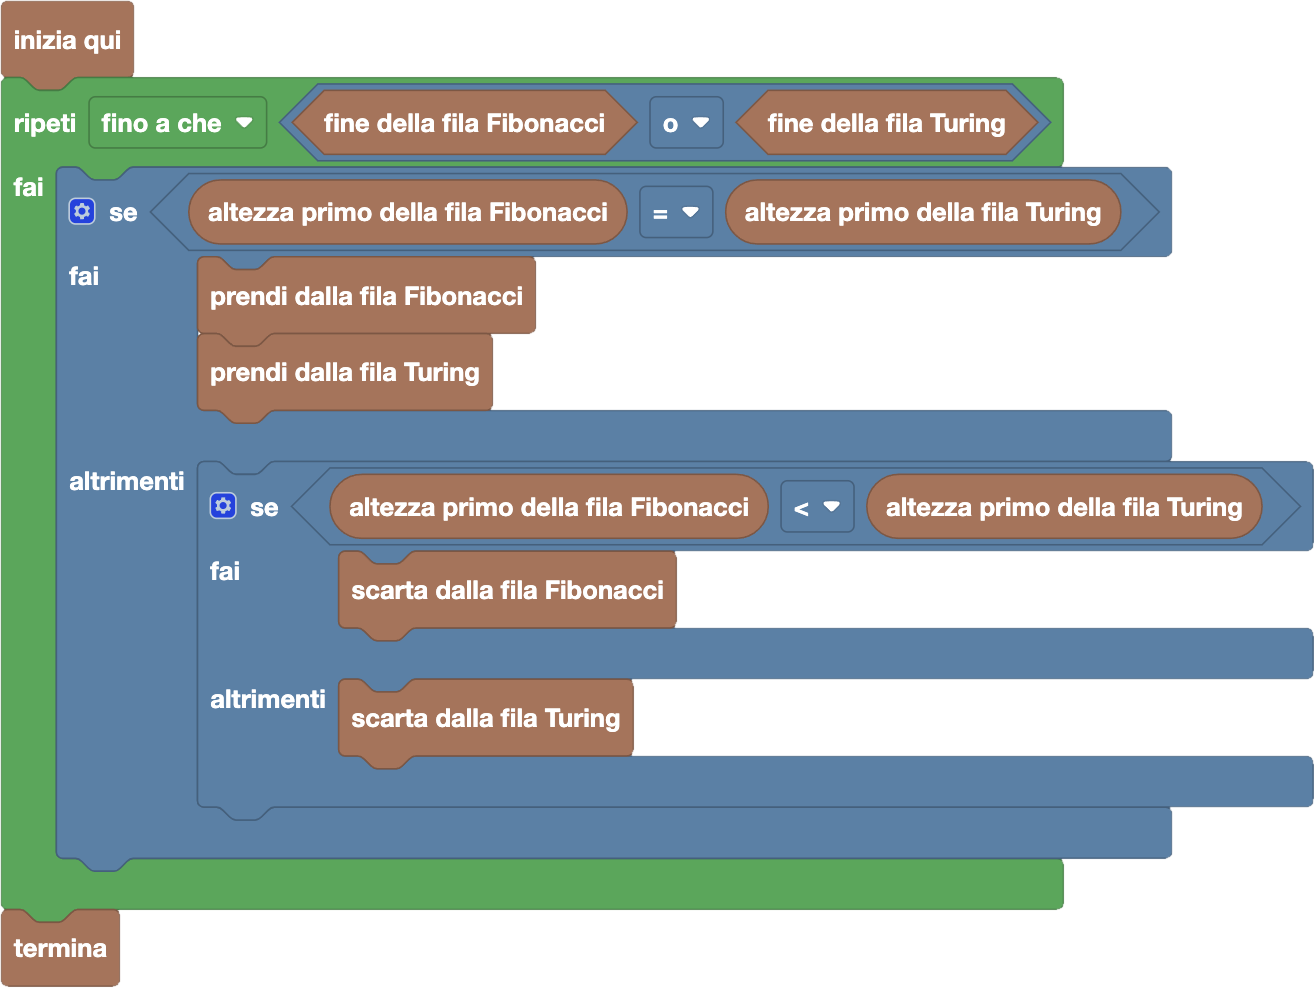 inizia qui
ripeti fino a che fine della fila Fibonacci o fine della fila Turing
fai
se altezza primo della fila Fibonacci = altezza primo della fila Turing
fai
prendi dalla fila Fibonacci
prendi dalla fila Turing
altrimenti
se altezza primo della fila Fibonacci < altezza primo della fila Turing
fai
scarta dalla fila Fibonacci
altrimenti
scarta dalla fila Turing
termina